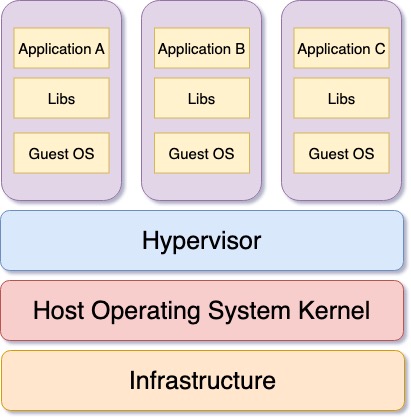 Application A
Application B
Application C
Libs
Libs
Libs
Guest OS
Guest OS
Guest OS
Hypervisor
Host Operating System Kernel
Infrastructure